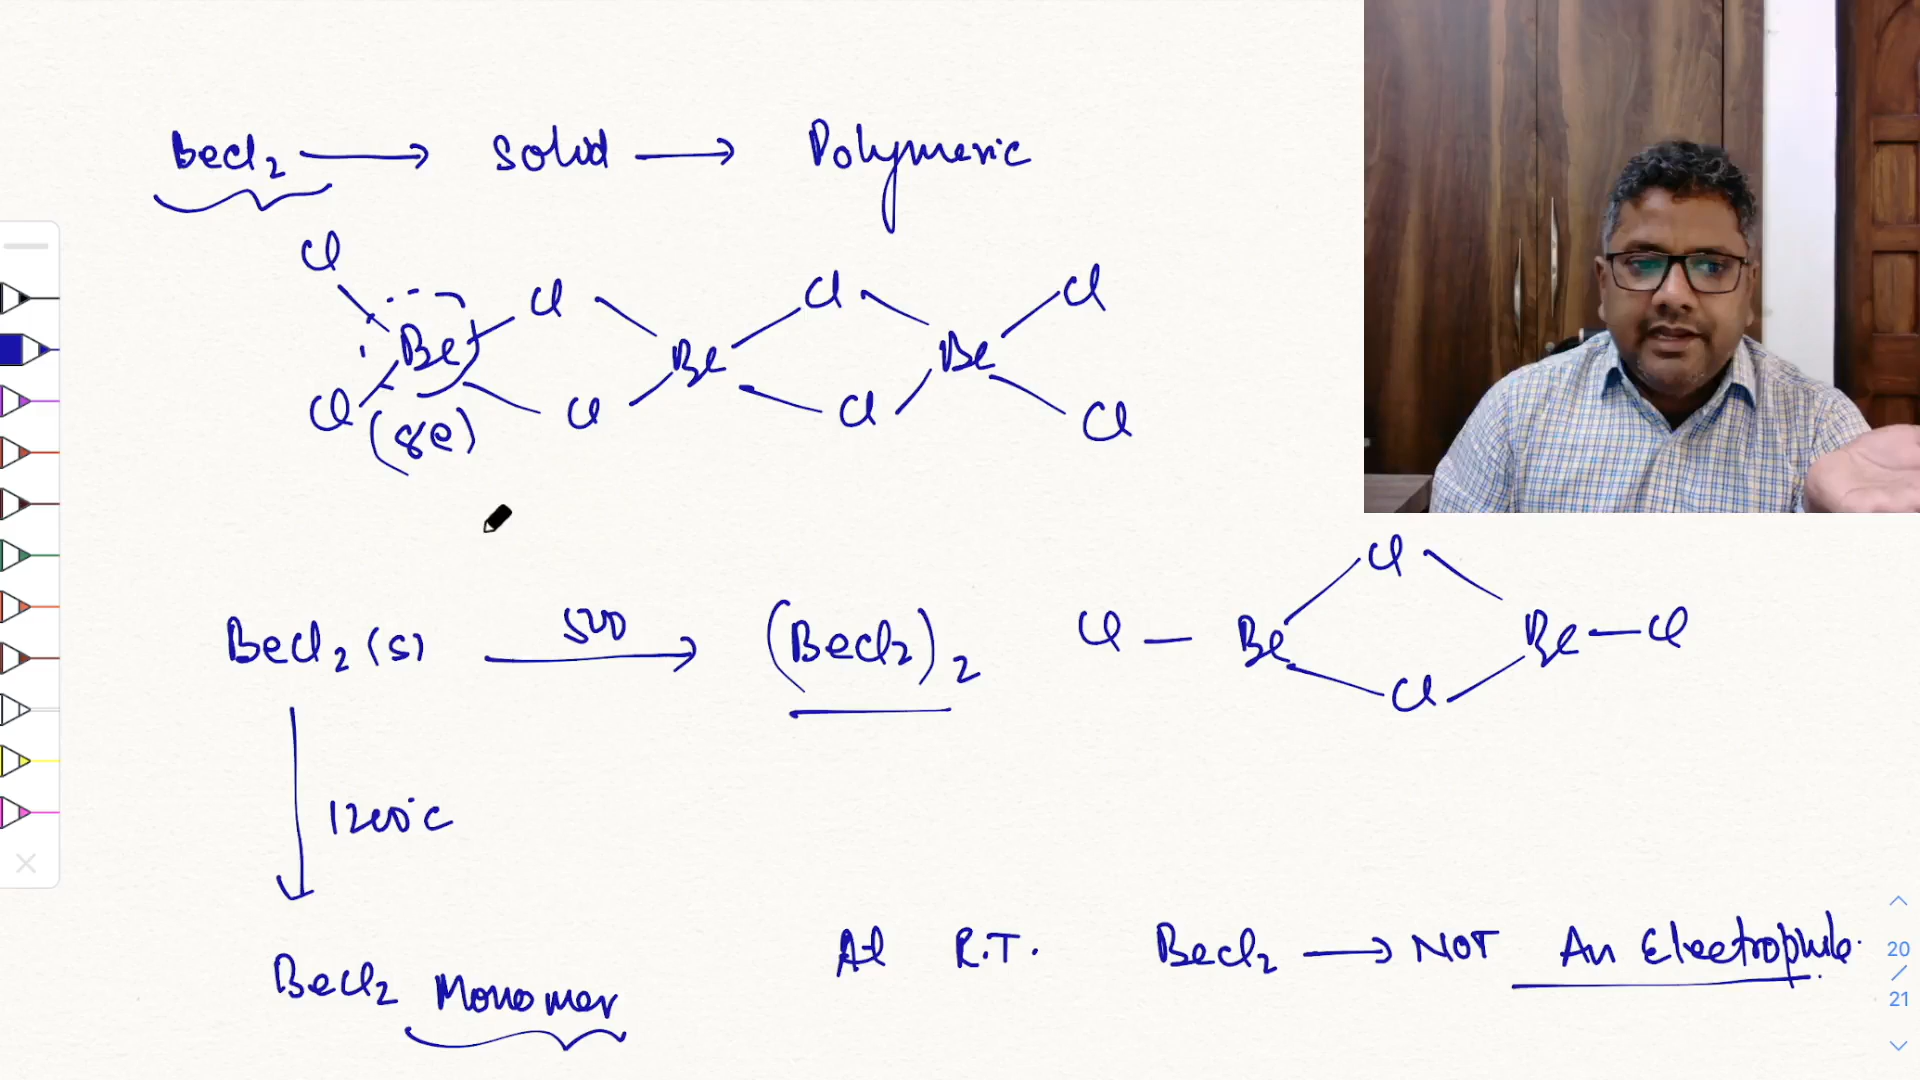 BeCl2 → Solid → Polymeric
Cl Cl Cl Cl
Be Be Be
Cl Cl Cl Cl
(8e)
Cl
BeCl2 (s) 500 → (BeCl2)2 Cl — Be Be — Cl
Cl
1200°C
At R.T. BeCl2 → NOT An Electrophile.
BeCl2 Monomer
20
/
21